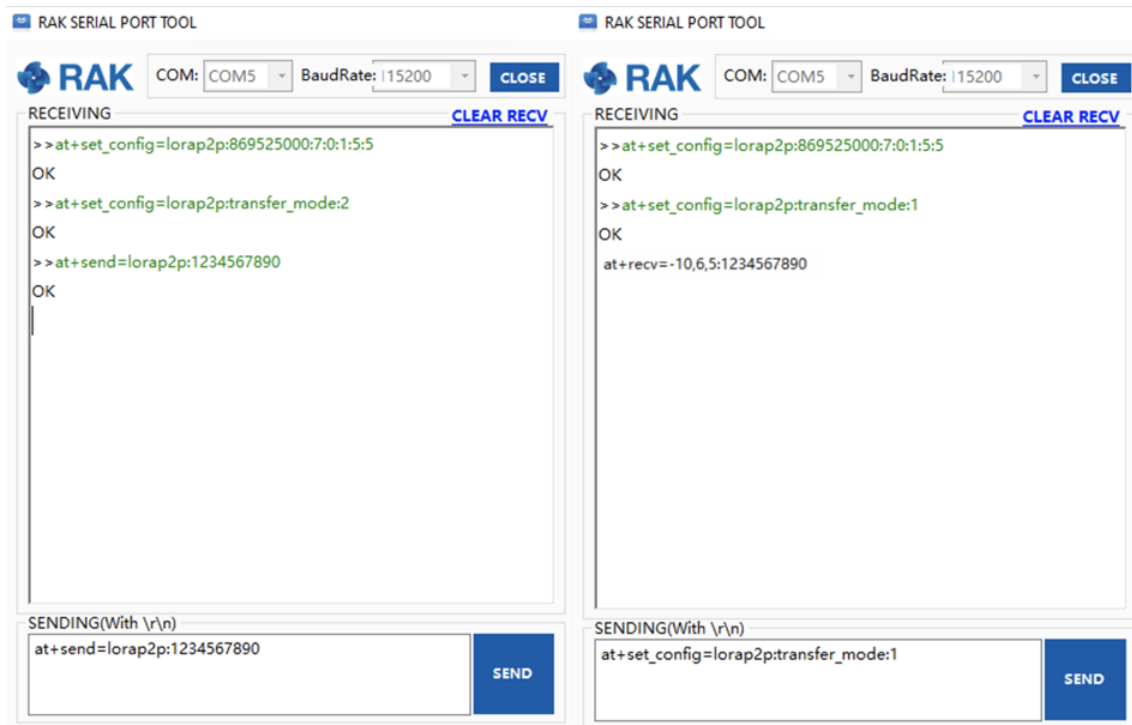 RAK SERIAL PORT TOOL
RAK COM: COM5 BaudRate: 115200 CLOSE
RECEIVING CLEAR RECV
>>at+set_config=lorap2p:869525000:7:0:1:5:5
OK
>>at+set_config=lorap2p:transfer_mode:2
OK
>>at+send=lorap2p:1234567890
OK
SENDING(With \r\n)
at+send=lorap2p:1234567890
SEND
RAK SERIAL PORT TOOL
RAK COM: COM5 BaudRate: 115200 CLOSE
RECEIVING CLEAR RECV
>>at+set_config=lorap2p:869525000:7:0:1:5:5
OK
>>at+set_config=lorap2p:transfer_mode:1
OK
at+recv=-10,6,5:1234567890
SENDING(With \r\n)
at+set_config=lorap2p:transfer_mode:1
SEND